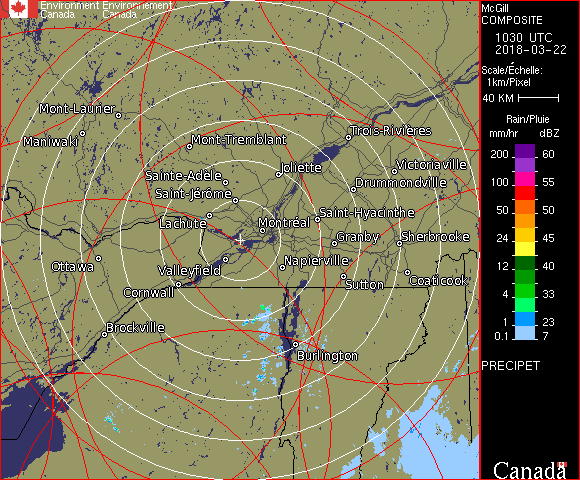 Environment Environnement
Canada Canada
McGill
COMPOSITE
1030 UTC
2018-03-22
Scale/Échelle:
1km/Pixel
40 KM
Rain/Pluie
mm/hr dBZ
200 60
100 55
50 50
24 45
12 40
4 33
1 23
0.1 7
PRECIPET
Canada
Mont-Laurier
Maniwaki
Mont-Tremblant
Trois-Rivières
Joliette
Victoriaville
Sainte-Adèle
Drummondville
Saint-Jérôme
Lachute
Saint-Hyacinthe
Montréal
Granby
Sherbrooke
Ottawa
Valleyfield
Napierville
Cornwall
Sutton
Coaticook
Brockville
Burlington